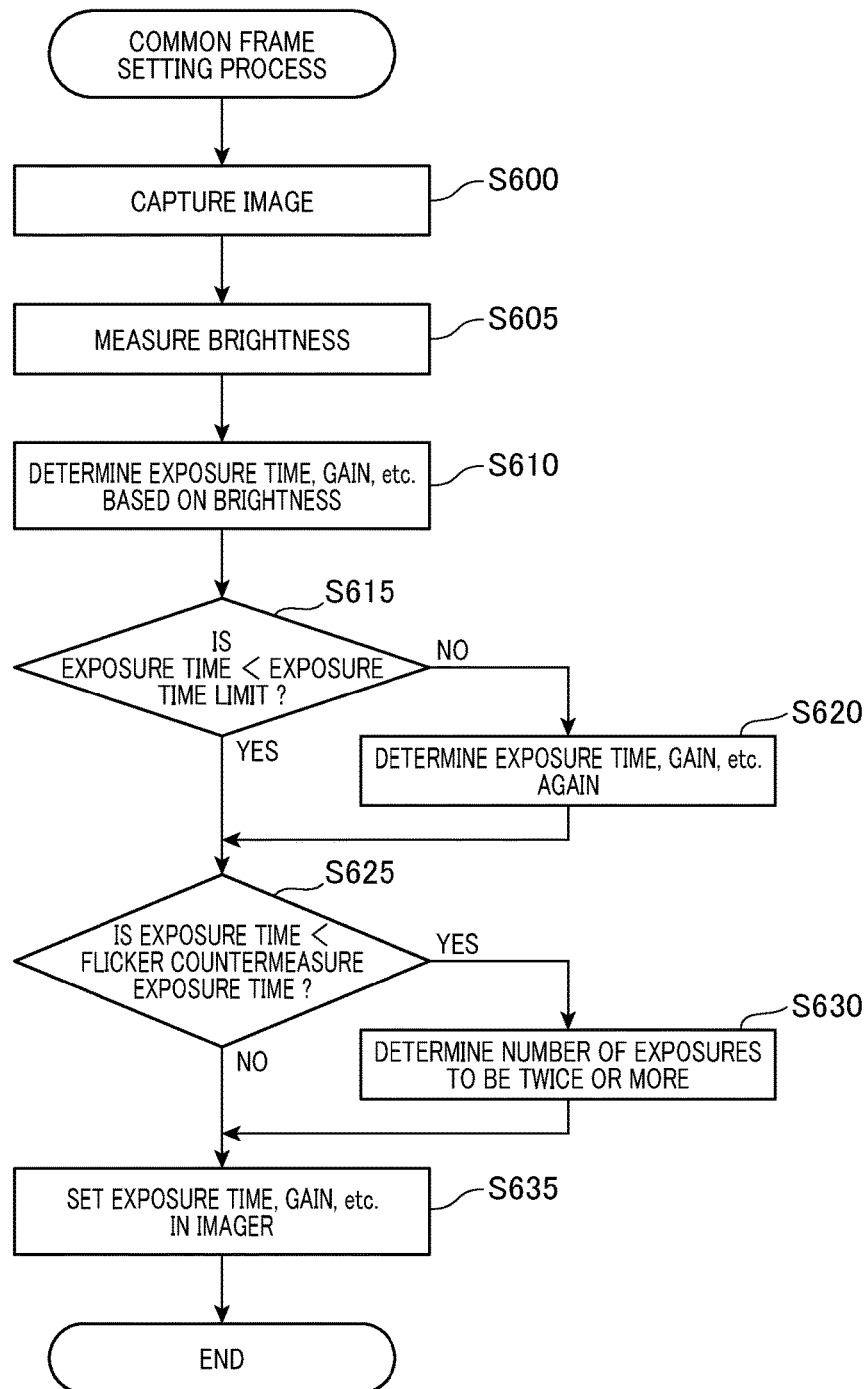 COMMON FRAME
SETTING PROCESS
CAPTURE IMAGE
S600
MEASURE BRIGHTNESS
S605
DETERMINE EXPOSURE TIME, GAIN, etc.
BASED ON BRIGHTNESS
S610
S615
IS
EXPOSURE TIME < EXPOSURE
TIME LIMIT ?
NO
YES
S620
DETERMINE EXPOSURE TIME, GAIN, etc.
AGAIN
S625
IS EXPOSURE TIME <
FLICKER COUNTERMEASURE
EXPOSURE TIME ?
YES
NO
S630
DETERMINE NUMBER OF EXPOSURES
TO BE TWICE OR MORE
SET EXPOSURE TIME, GAIN, etc.
IN IMAGER
S635
END